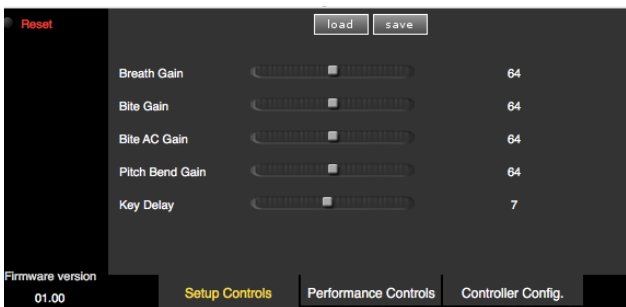 Reset
load save
Breath Gain 64
Bite Gain 64
Bite AC Gain 64
Pitch Bend Gain 64
Key Delay 7
Firmware version
01.00
Setup Controls Performance Controls Controller Config.